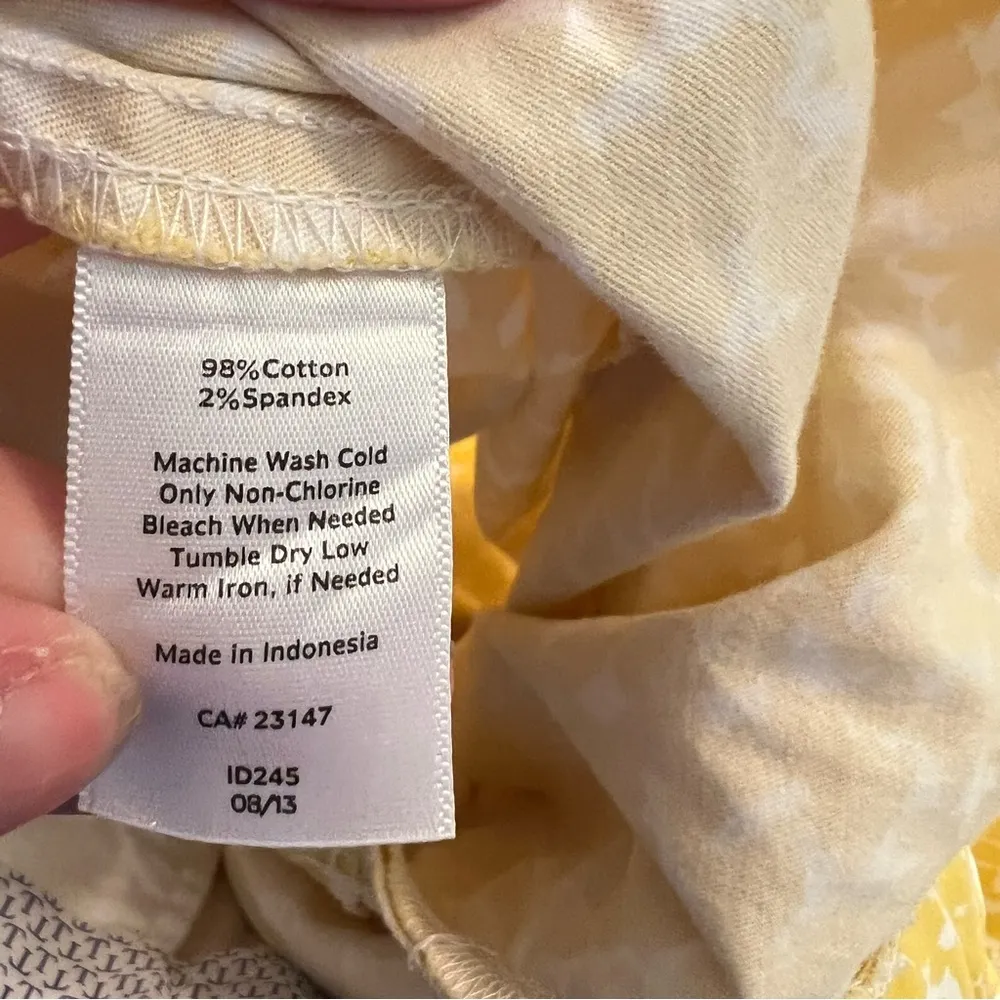 98%Cotton
2%Spandex
Machine Wash Cold
Only Non-Chlorine
Bleach When Needed
Tumble Dry Low
Warm Iron, if Needed
Made in Indonesia
CA# 23147
ID245
08/13